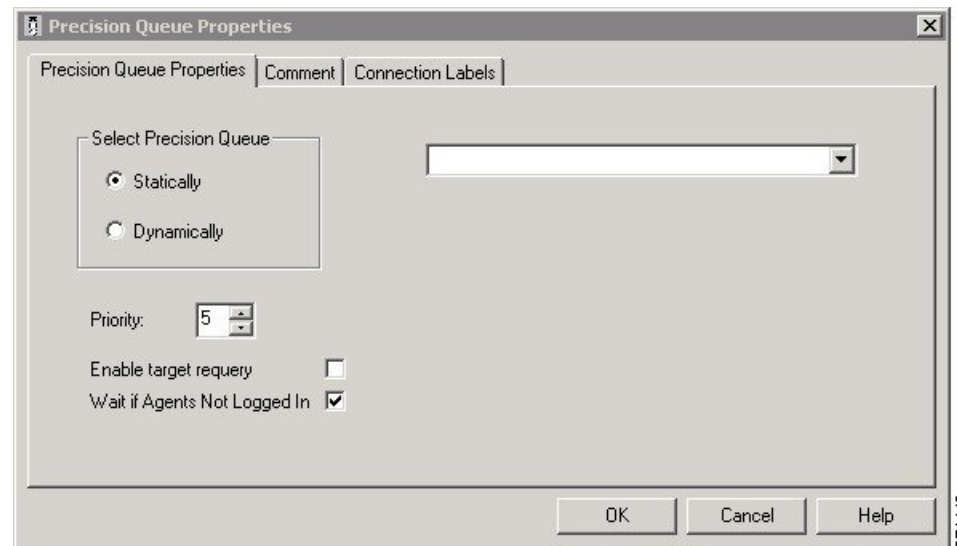 Precision Queue Properties
Precision Queue Properties Comment Connection Labels
Select Precision Queue
Statically
Dynamically
Priority: 5
Enable target requery
Wait if Agents Not Logged In
OK Cancel Help